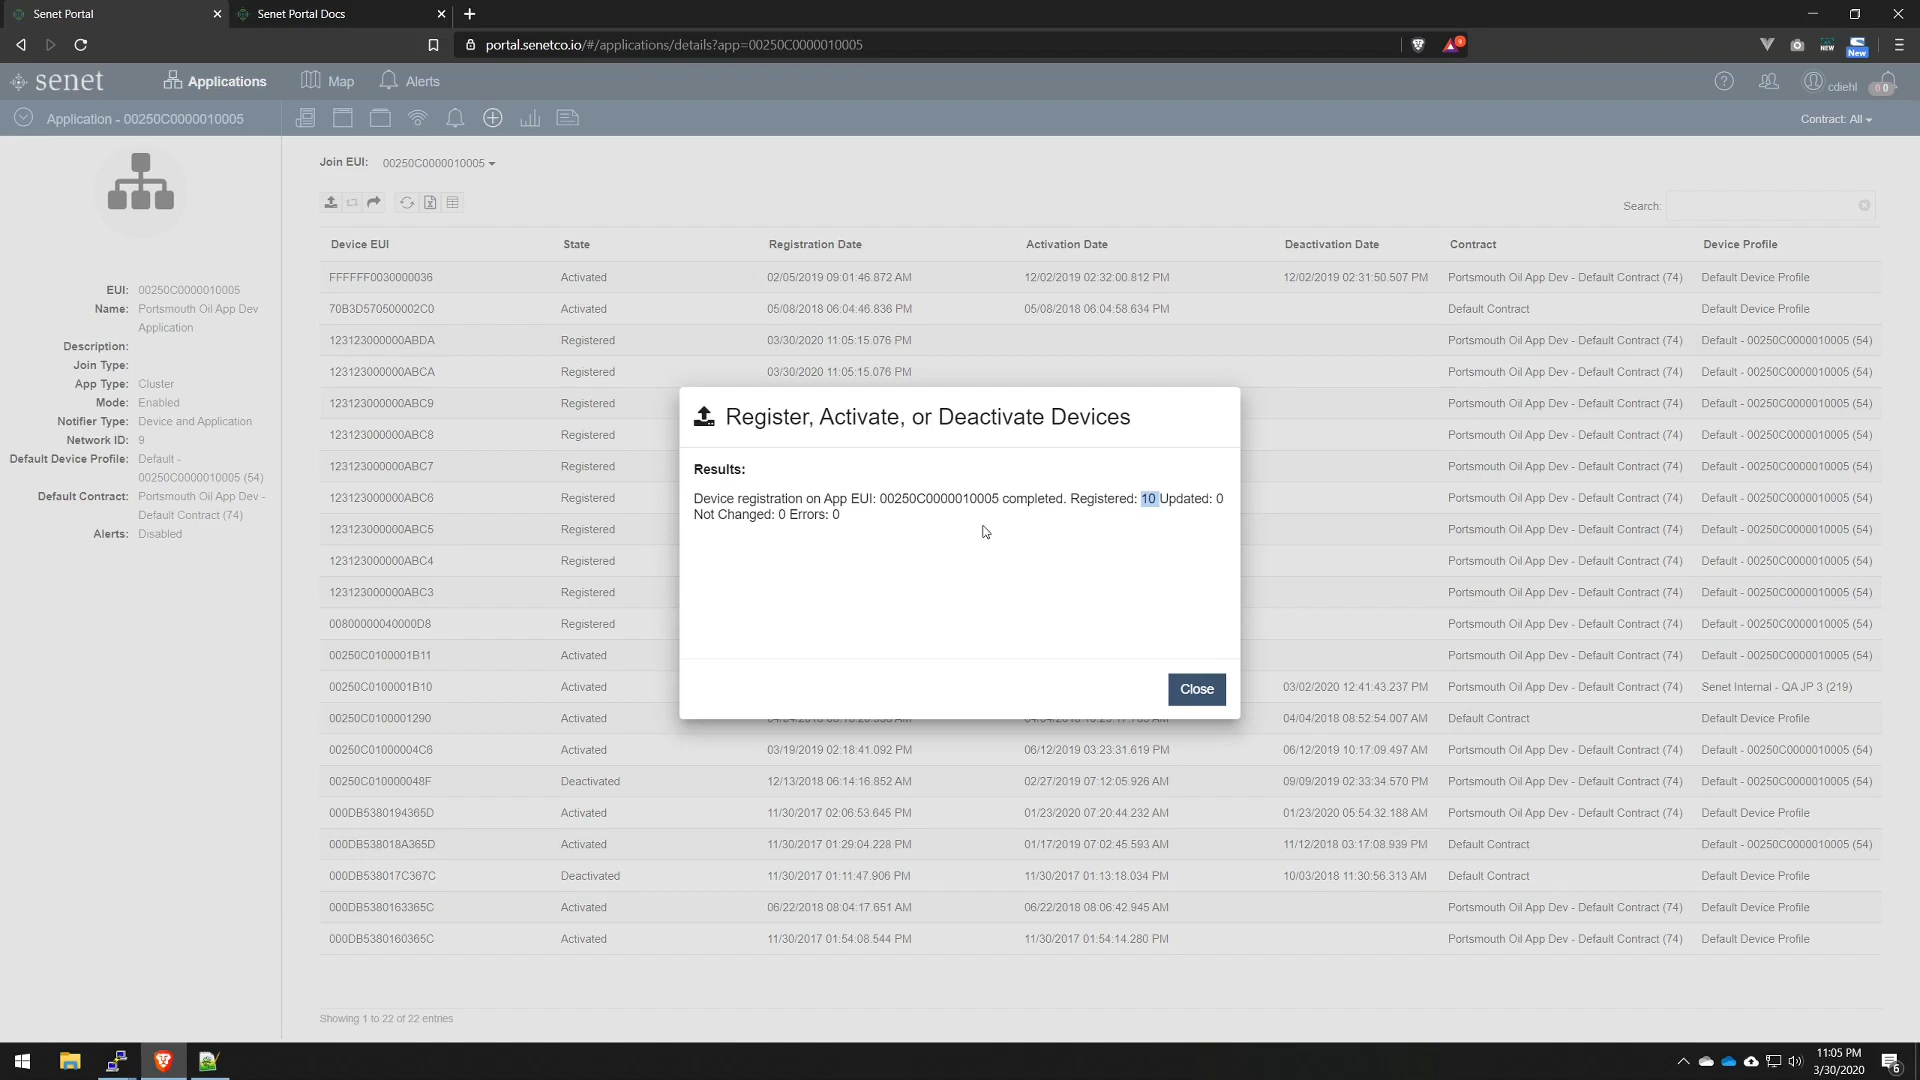 Senet Portal
Senet Portal Docs
portal.senetco.io/#/applications/details?app=00250C0000010005
9
NEW
New
senet
Applications
Map
Alerts
cdiehl
0 0
Application - 00250C0000010005
Contract: All
Join EUI: 00250C0000010005
Search:
EUI: 00250C0000010005
Name: Portsmouth Oil App Dev
Application
Description:
Join Type:
App Type: Cluster
Mode: Enabled
Notifier Type: Device and Application
Network ID: 9
Default Device Profile: Default -
00250C0000010005 (54)
Default Contract: Portsmouth Oil App Dev -
Default Contract (74)
Alerts: Disabled
Device EUI State Registration Date Activation Date Deactivation Date Contract Device Profile
FFFFFF0030000036 Activated 02/05/2019 09:01:46.872 AM 12/02/2019 02:32:00.812 PM 12/02/2019 02:31:50.507 PM Portsmouth Oil App Dev - Default Contract (74) Default Device Profile
70B3D570500002C0 Activated 05/08/2018 06:04:46.836 PM 05/08/2018 06:04:58.634 PM Default Contract Default Device Profile
123123000000ABDA Registered 03/30/2020 11:05:15.076 PM Portsmouth Oil App Dev - Default Contract (74) Default - 00250C0000010005 (54)
123123000000ABCA Registered 03/30/2020 11:05:15.076 PM Portsmouth Oil App Dev - Default Contract (74) Default - 00250C0000010005 (54)
123123000000ABC9 Registered Portsmouth Oil App Dev - Default Contract (74) Default - 00250C0000010005 (54)
123123000000ABC8 Registered Portsmouth Oil App Dev - Default Contract (74) Default - 00250C0000010005 (54)
123123000000ABC7 Registered Portsmouth Oil App Dev - Default Contract (74) Default - 00250C0000010005 (54)
123123000000ABC6 Registered Portsmouth Oil App Dev - Default Contract (74) Default - 00250C0000010005 (54)
123123000000ABC5 Registered Portsmouth Oil App Dev - Default Contract (74) Default - 00250C0000010005 (54)
123123000000ABC4 Registered Portsmouth Oil App Dev - Default Contract (74) Default - 00250C0000010005 (54)
123123000000ABC3 Registered Portsmouth Oil App Dev - Default Contract (74) Default - 00250C0000010005 (54)
00800000040000D8 Registered Portsmouth Oil App Dev - Default Contract (74) Default - 00250C0000010005 (54)
00250C0100001B11 Activated Portsmouth Oil App Dev - Default Contract (74) Default - 00250C0000010005 (54)
00250C0100001B10 Activated 03/02/2020 12:41:43.237 PM Portsmouth Oil App Dev - Default Contract (74) Senet Internal - QA JP 3 (219)
00250C0100001290 Activated 04/04/2018 08:52:54.007 AM Default Contract Default Device Profile
00250C01000004C6 Activated 03/19/2019 02:18:41.092 PM 06/12/2019 03:23:31.619 PM 06/12/2019 10:17:09.497 AM Portsmouth Oil App Dev - Default Contract (74) Default - 00250C0000010005 (54)
00250C010000048F Deactivated 12/13/2018 06:14:16.852 AM 02/27/2019 07:12:05.926 AM 09/09/2019 02:33:34.570 PM Portsmouth Oil App Dev - Default Contract (74) Default - 00250C0000010005 (54)
000DB5380194365D Activated 11/30/2017 02:06:53.645 PM 01/23/2020 07:20:44.232 AM 01/23/2020 05:54:32.188 AM Portsmouth Oil App Dev - Default Contract (74) Default Device Profile
000DB538018A365D Activated 11/30/2017 01:29:04.228 PM 01/17/2019 07:02:45.593 AM 11/12/2018 03:17:08.939 PM Default Contract Default - 00250C0000010005 (54)
000DB538017C367C Deactivated 11/30/2017 01:11:47.906 PM 11/30/2017 01:13:18.034 PM 10/03/2018 11:30:56.313 AM Default Contract Default Device Profile
000DB5380163365C Activated 06/22/2018 08:04:17.651 AM 06/22/2018 08:06:42.945 AM Portsmouth Oil App Dev - Default Contract (74) Default Device Profile
000DB5380160365C Activated 11/30/2017 01:54:08.544 PM 11/30/2017 01:54:14.280 PM Portsmouth Oil App Dev - Default Contract (74) Default Device Profile
Showing 1 to 22 of 22 entries
Register, Activate, or Deactivate Devices
Results:
Device registration on App EUI: 00250C0000010005 completed. Registered: 10 Updated: 0
Not Changed: 0 Errors: 0
Close
11:05 PM
3/30/2020
6